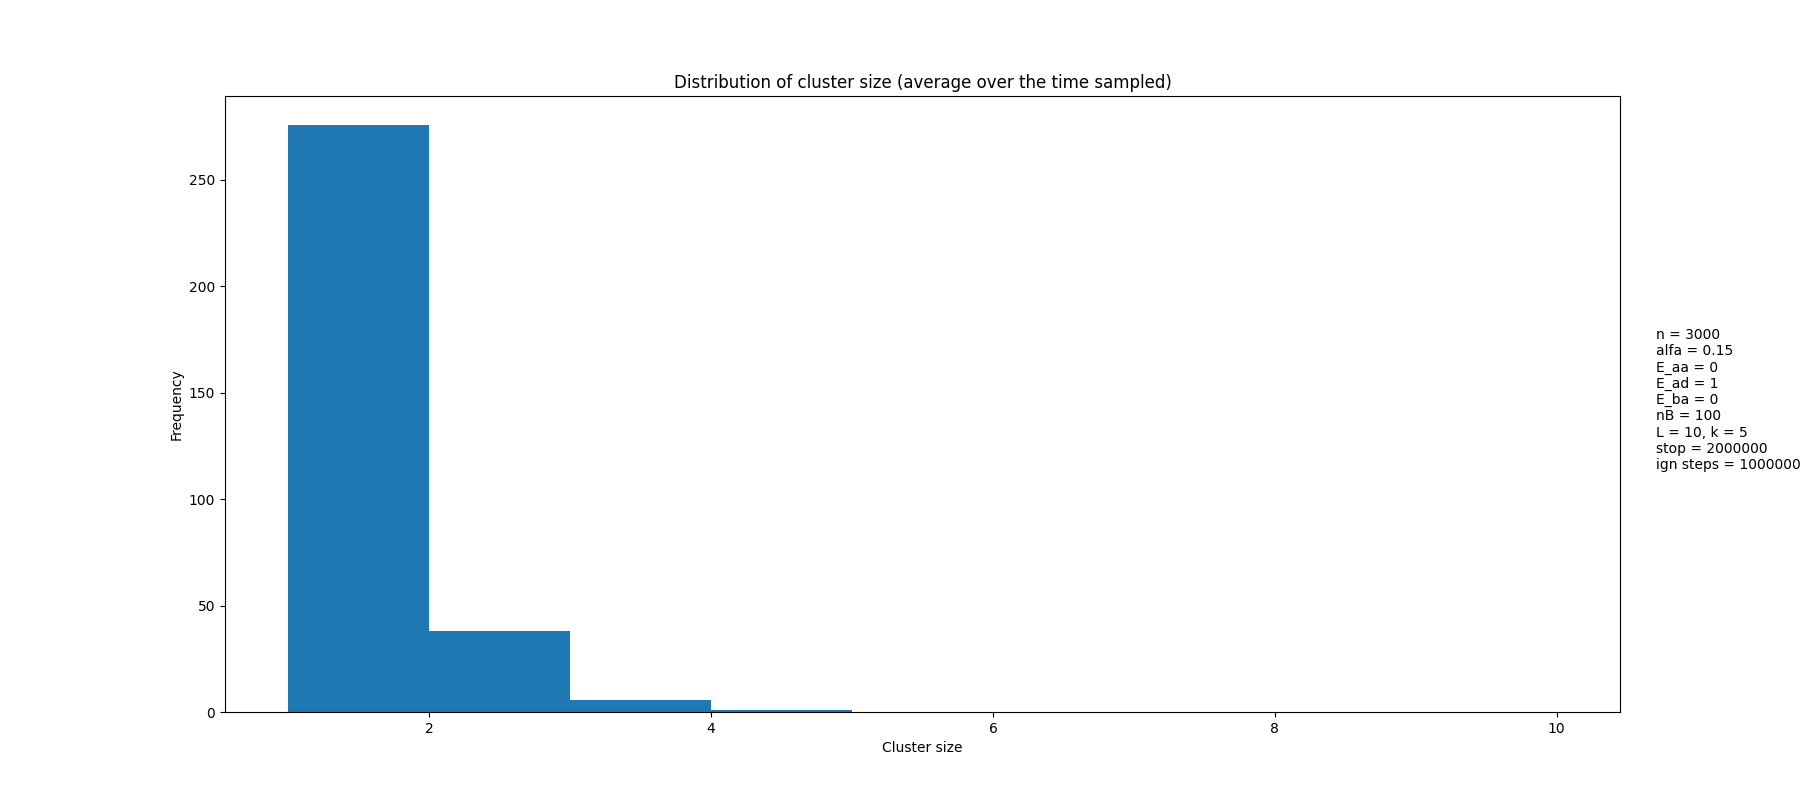 Distribution of cluster size (average over the time sampled)
250
200
150
100
50
0
Frequency
2
4
6
8
10
Cluster size
n = 3000
alfa = 0.15
E_aa = 0
E_ad = 1
E_ba = 0
nB = 100
L = 10, k = 5
stop = 2000000
ign steps = 1000000